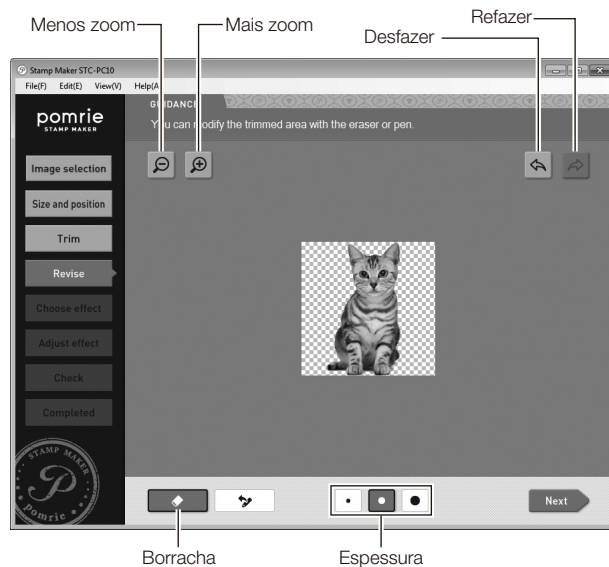 Menos zoom
Mais zoom
Refazer
Desfazer
Stamp Maker STC-PC10
File(F) Edit(E) View(V) Help(
GUIDANCE
You can modify the trimmed area with the eraser or pen.
pomrie
STAMP MAKER
Image selection
Size and position
Trim
Revise
Choose effect
Adjust effect
Check
Completed
STAMP MAKER
P
Pomrie
Next
Borracha
Espessura